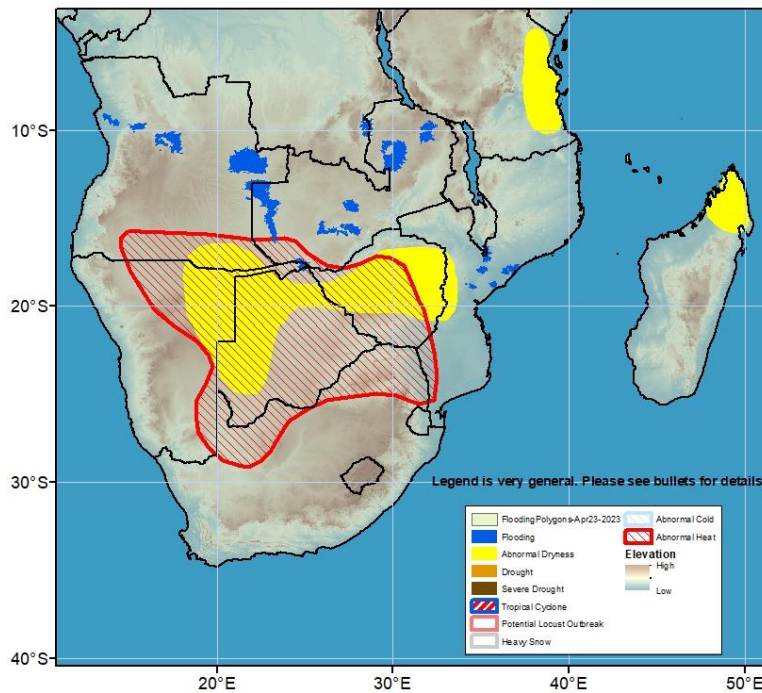 10°S
20°S
30°S
40°S
Legend is very general. Please see bullets for details
FloodingPolygons-Apr23-2023
Flooding
Abnormal Dryness
Drought
Severe Drought
Tropical Cyclone
Potential Locust Outbreak
Heavy Snow
Abnormal Cold
Abnormal Heat
Elevation
High
Low
20°E
30°E
40°E
50°E